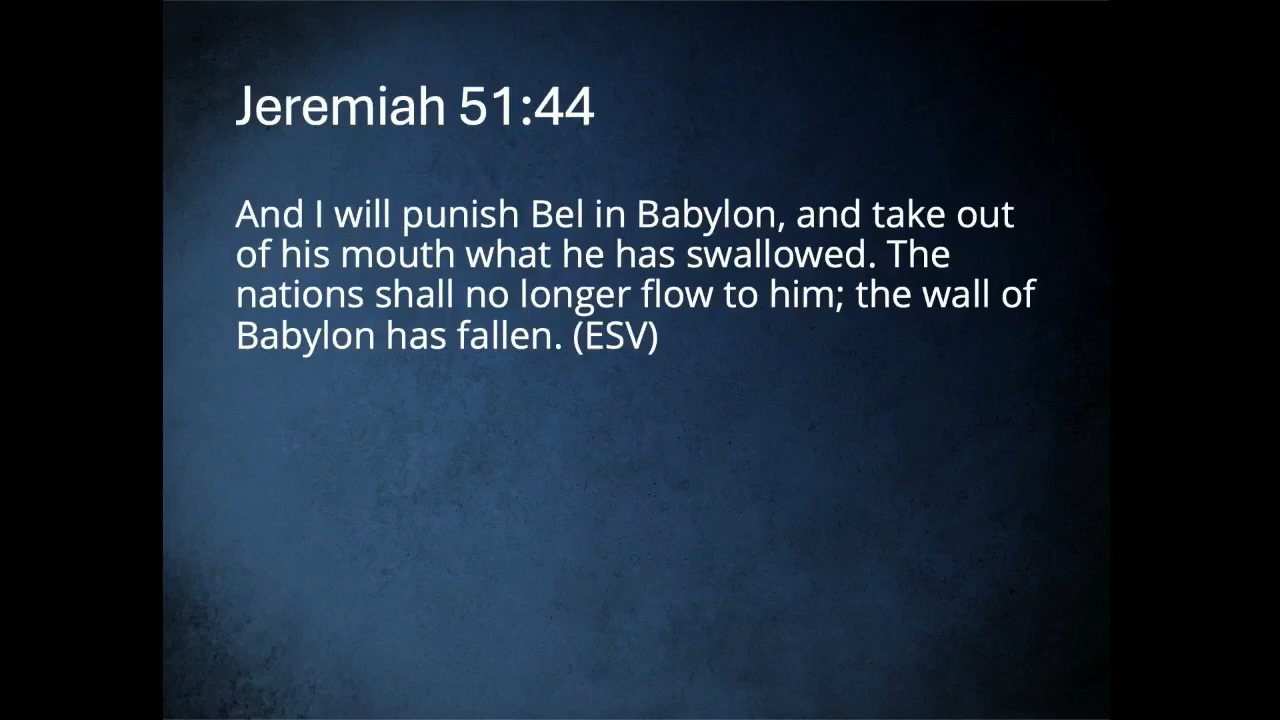 Jeremiah 51:44
And I will punish Bel in Babylon, and take out
of his mouth what he has swallowed. The
nations shall no longer flow to him; the wall of
Babylon has fallen. (ESV)